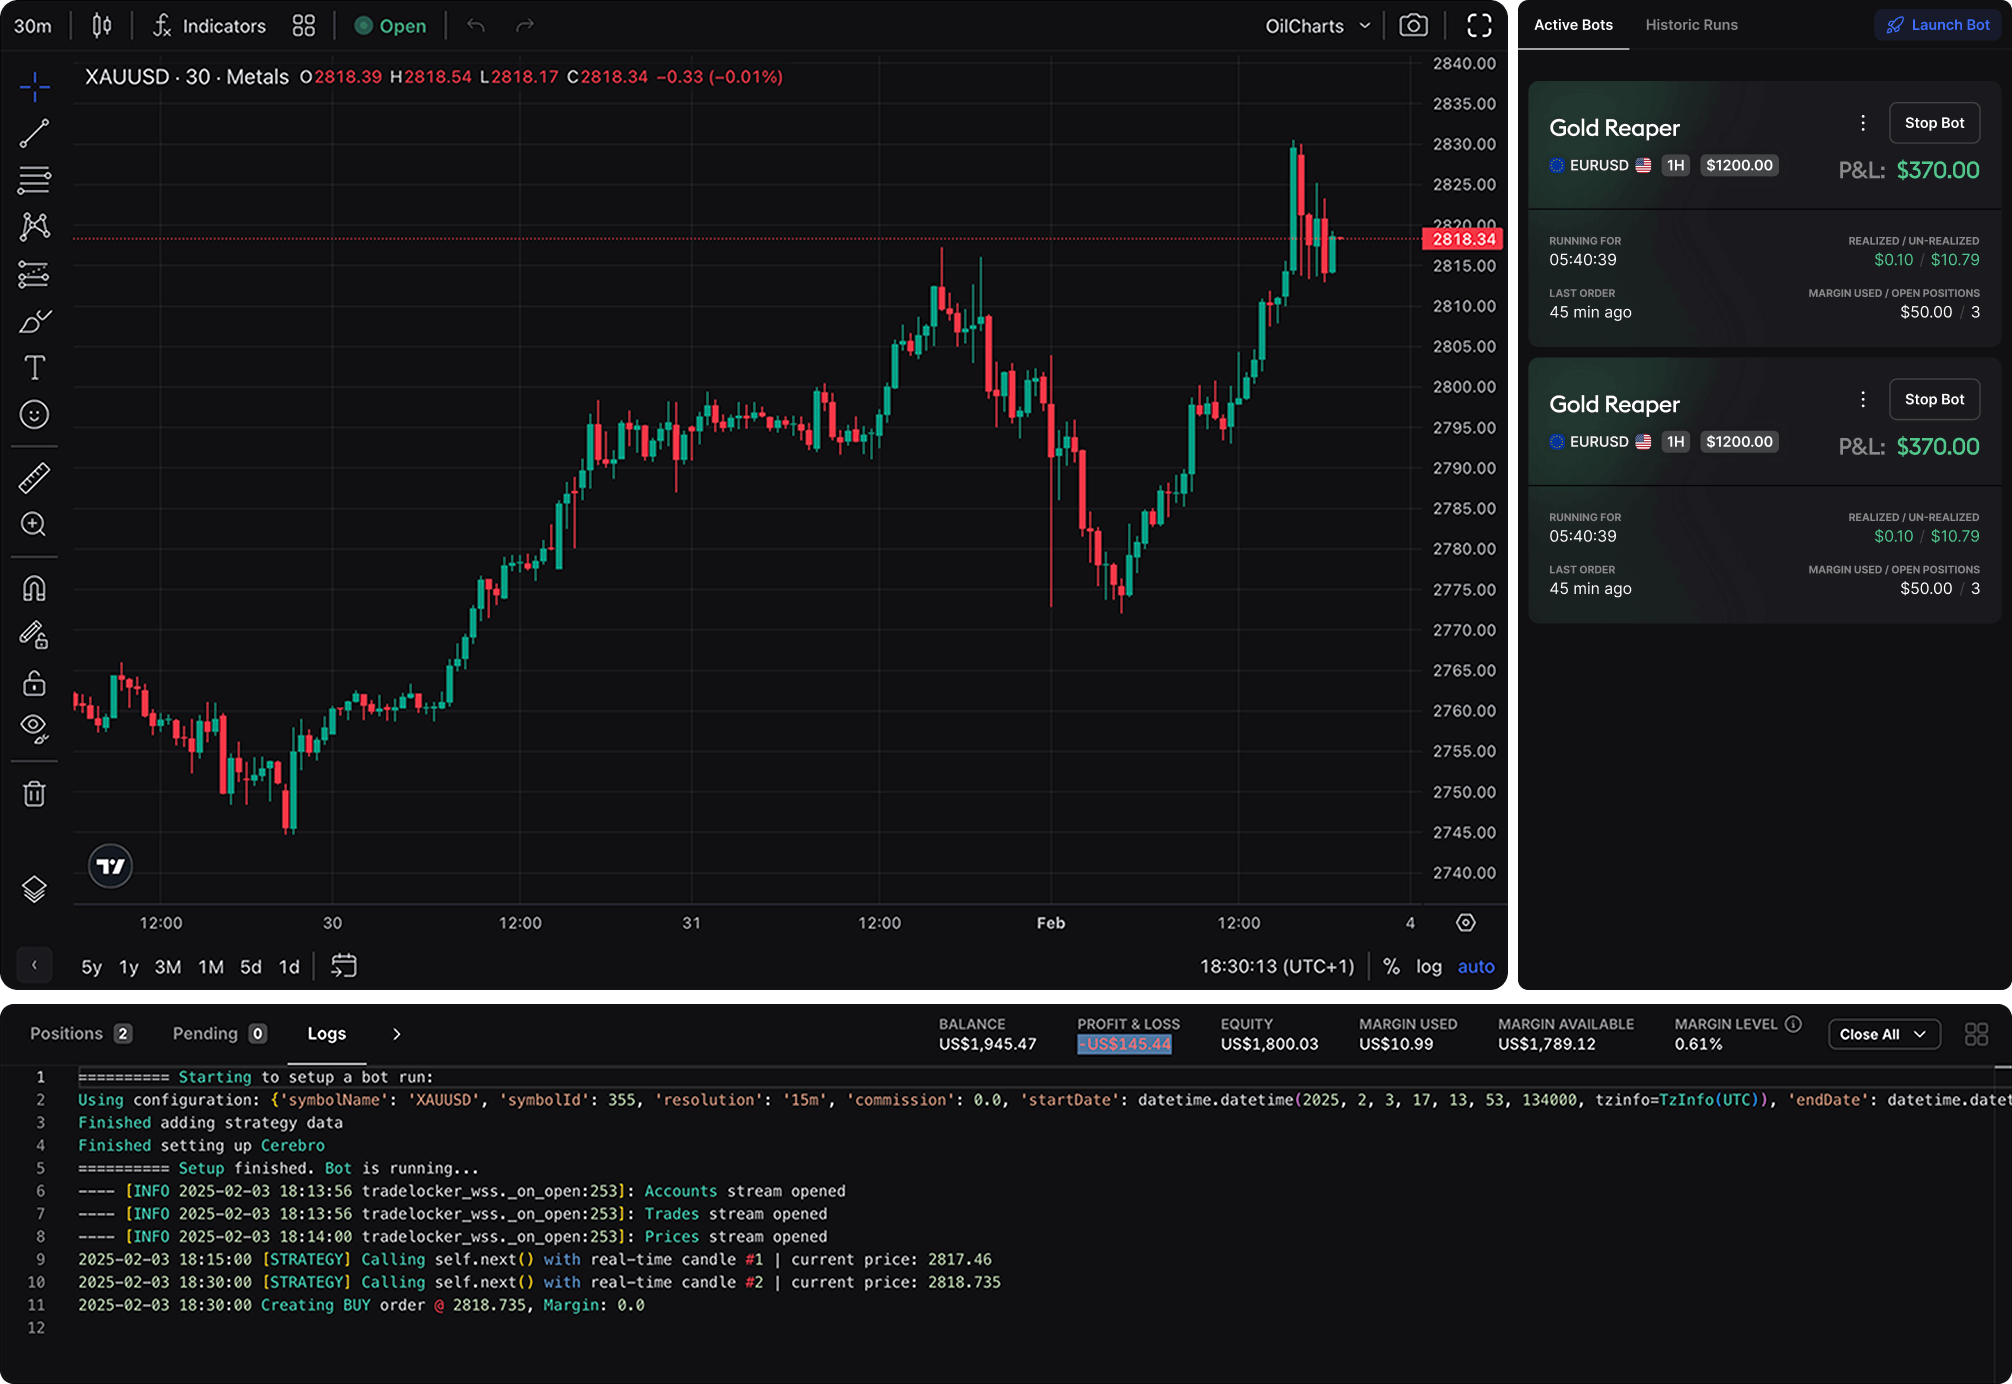 30m Indicators Open OilCharts
XAUUSD · 30 · Metals O2818.39 H2818.54 L2818.17 C2818.34 −0.33 (−0.01%)
2840.00
2835.00
2830.00
2825.00
2820.00
2818.34
2815.00
2810.00
2805.00
2800.00
2795.00
2790.00
2785.00
2780.00
2775.00
2770.00
2765.00
2760.00
2755.00
2750.00
2745.00
2740.00
12:00 30 12:00 31 12:00 Feb 12:00 4
5y 1y 3M 1M 5d 1d 18:30:13 (UTC+1) % log auto
Active Bots Historic Runs Launch Bot
Gold Reaper Stop Bot
EURUSD 1H $1200.00 P&L: $370.00
RUNNING FOR REALIZED / UN-REALIZED
05:40:39 $0.10 / $10.79
LAST ORDER MARGIN USED / OPEN POSITIONS
45 min ago $50.00 / 3
Gold Reaper Stop Bot
EURUSD 1H $1200.00 P&L: $370.00
RUNNING FOR REALIZED / UN-REALIZED
05:40:39 $0.10 / $10.79
LAST ORDER MARGIN USED / OPEN POSITIONS
45 min ago $50.00 / 3
Positions 2 Pending 0 Logs
BALANCE PROFIT & LOSS EQUITY MARGIN USED MARGIN AVAILABLE MARGIN LEVEL Close All
US$1,945.47 -US$145.44 US$1,800.03 US$10.99 US$1,789.12 0.61%
1 ========== Starting to setup a bot run:
2 Using configuration: {'symbolName': 'XAUUSD', 'symbolId': 355, 'resolution': '15m', 'commission': 0.0, 'startDate': datetime.datetime(2025, 2, 3, 17, 13, 53, 134000, tzinfo=TzInfo(UTC)), 'endDate': datetime.datet
3 Finished adding strategy data
4 Finished setting up Cerebro
5 ========== Setup finished. Bot is running...
6 ---- [INFO 2025-02-03 18:13:56 tradelocker_wss._on_open:253]: Accounts stream opened
7 ---- [INFO 2025-02-03 18:13:56 tradelocker_wss._on_open:253]: Trades stream opened
8 ---- [INFO 2025-02-03 18:14:00 tradelocker_wss._on_open:253]: Prices stream opened
9 2025-02-03 18:15:00 [STRATEGY] Calling self.next() with real-time candle #1 | current price: 2817.46
10 2025-02-03 18:30:00 [STRATEGY] Calling self.next() with real-time candle #2 | current price: 2818.735
11 2025-02-03 18:30:00 Creating BUY order @ 2818.735, Margin: 0.0
12